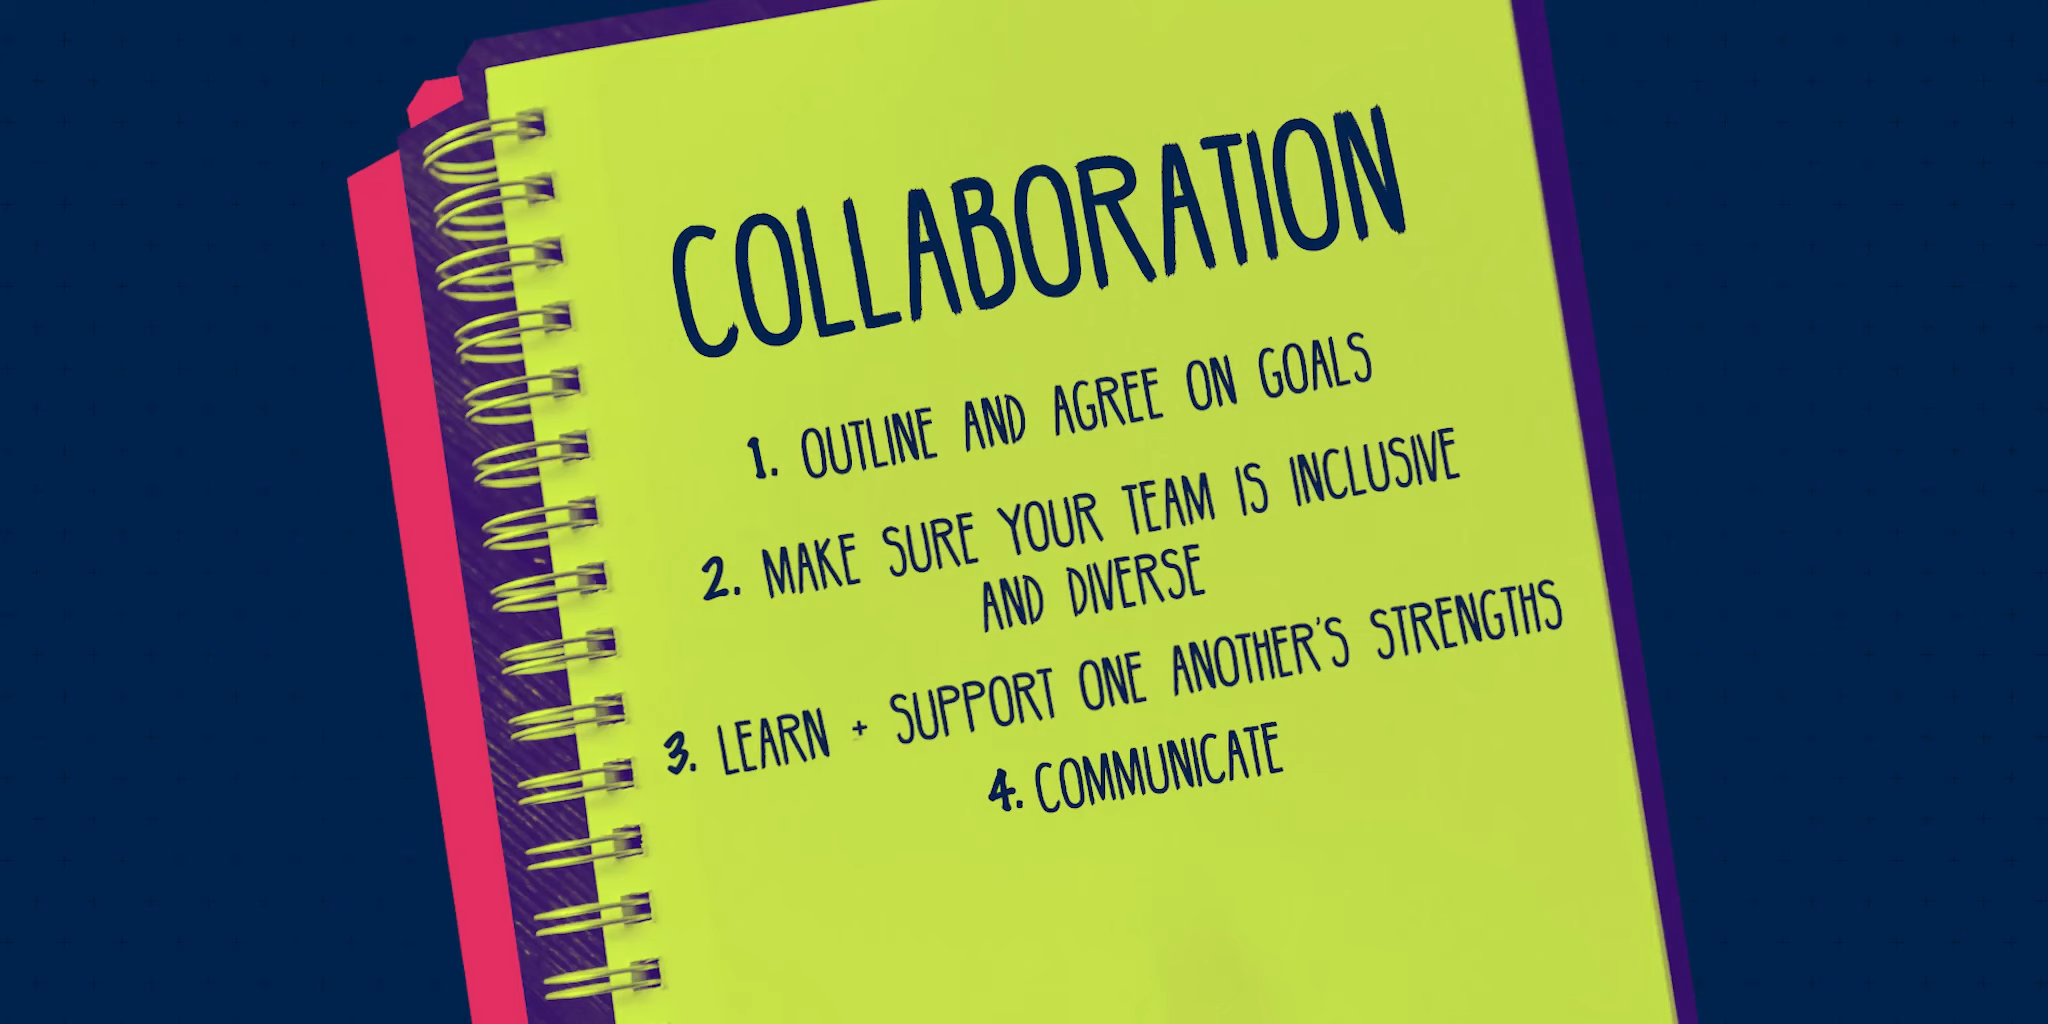 COLLABORATION
1. OUTLINE AND AGREE ON GOALS
2. MAKE SURE YOUR TEAM IS INCLUSIVE
AND DIVERSE
3. LEARN + SUPPORT ONE ANOTHER'S STRENGTHS
4. COMMUNICATE